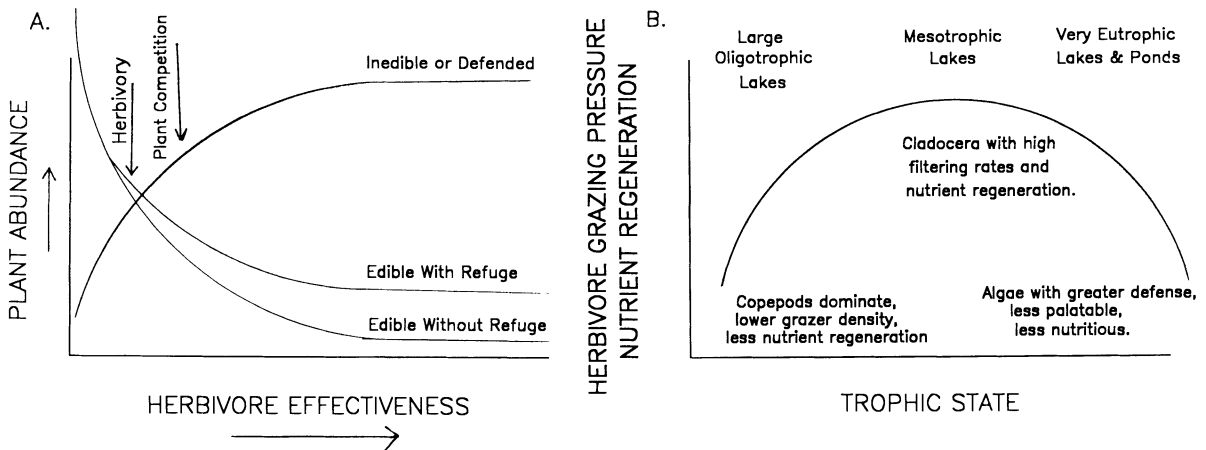 A.
PLANT ABUNDANCE
Herbivory
Plant Competition
Inedible or Defended
Edible With Refuge
Edible Without Refuge
HERBIVORE EFFECTIVENESS
B.
HERBIVORE GRAZING PRESSURE
NUTRIENT REGENERATION
Large
Oligotrophic
Lakes
Mesotrophic
Lakes
Very Eutrophic
Lakes & Ponds
Cladocera with high
filtering rates and
nutrient regeneration.
Copepods dominate,
lower grazer density,
less nutrient regeneration
Algae with greater defense,
less palatable,
less nutritious.
TROPHIC STATE